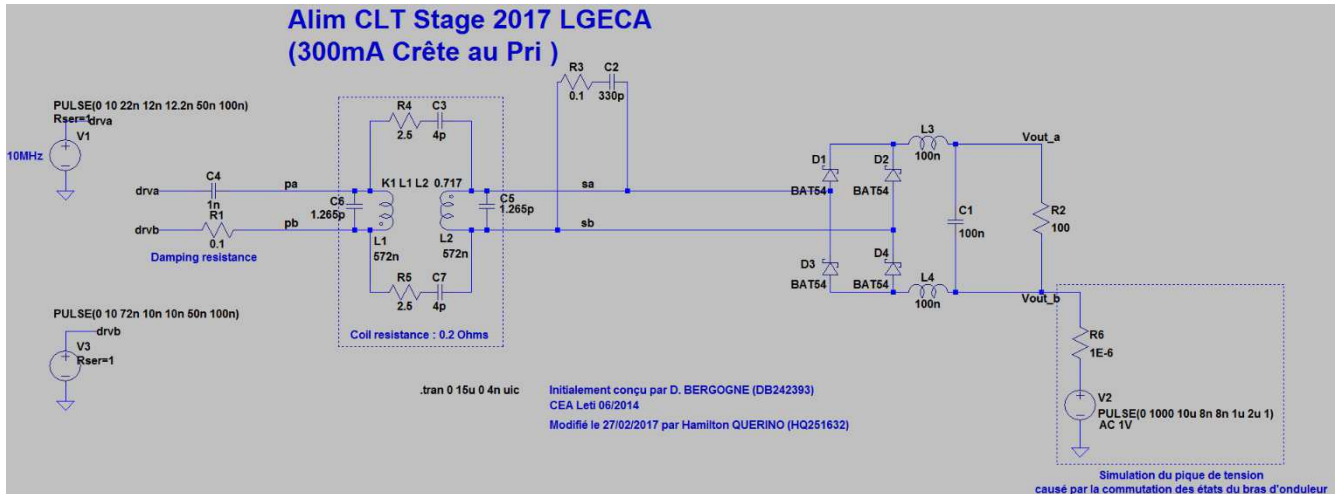 Alim CLT Stage 2017 LGECA
(300mA Crête au Pri )
PULSE(0 10 22n 12n 12.2n 50n 100n)
Rser=1
drva
V1
10MHz
R3
C2
0.1
330p
R4
C3
2.5
4p
L3
100n
Vout_a
D1
D2
BAT54
BAT54
drva
C4
1n
pa
C6
1.265p
K1 L1 L2 0.717
C5
1.265p
sa
drvb
R1
0.1
pb
L1
572n
L2
572n
sb
C1
100n
R2
100
Damping resistance
D3
D4
BAT54
BAT54
R5
C7
2.5
4p
L4
100n
Vout_b
PULSE(0 10 72n 10n 10n 50n 100n)
drvb
V3
Rser=1
Coil resistance : 0.2 Ohms
R6
1E-6
.tran 0 15u 0 4n uic
Initialement conçu par D. BERGOGNE (DB242393)
CEA Leti 06/2014
Modifié le 27/02/2017 par Hamilton QUERINO (HQ251632)
V2
PULSE(0 1000 10u 8n 8n 1u 2u 1)
AC 1V
Simulation du pique de tension
causé par la commutation des états du bras d'onduleur